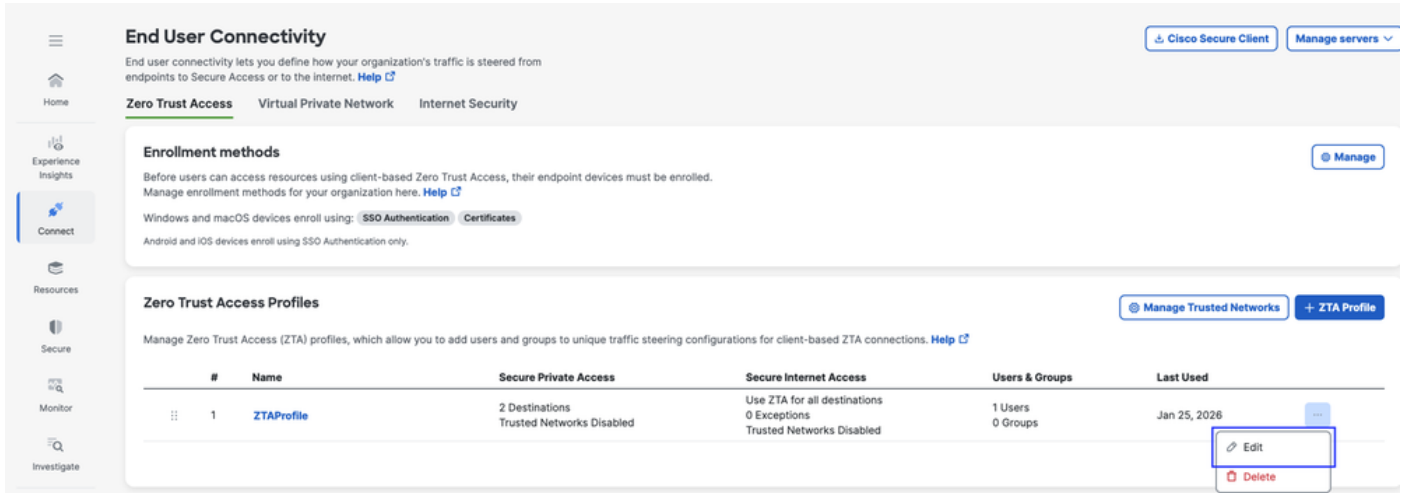 End User Connectivity
Cisco Secure Client
Manage servers
End user connectivity lets you define how your organization's traffic is steered from
endpoints to Secure Access or to the internet. Help
Home
Zero Trust Access Virtual Private Network Internet Security
Experience
Insights
Connect
Resources
Secure
Monitor
Investigate
Enrollment methods
Manage
Before users can access resources using client-based Zero Trust Access, their endpoint devices must be enrolled.
Manage enrollment methods for your organization here. Help
Windows and macOS devices enroll using: SSO Authentication Certificates
Android and iOS devices enroll using SSO Authentication only.
Zero Trust Access Profiles
Manage Trusted Networks
+ ZTA Profile
Manage Zero Trust Access (ZTA) profiles, which allow you to add users and groups to unique traffic steering configurations for client-based ZTA connections. Help
# Name Secure Private Access Secure Internet Access Users & Groups Last Used
1 ZTAProfile
2 Destinations
Trusted Networks Disabled
Use ZTA for all destinations
0 Exceptions
Trusted Networks Disabled
1 Users
0 Groups
Jan 25, 2026
...
Edit
Delete